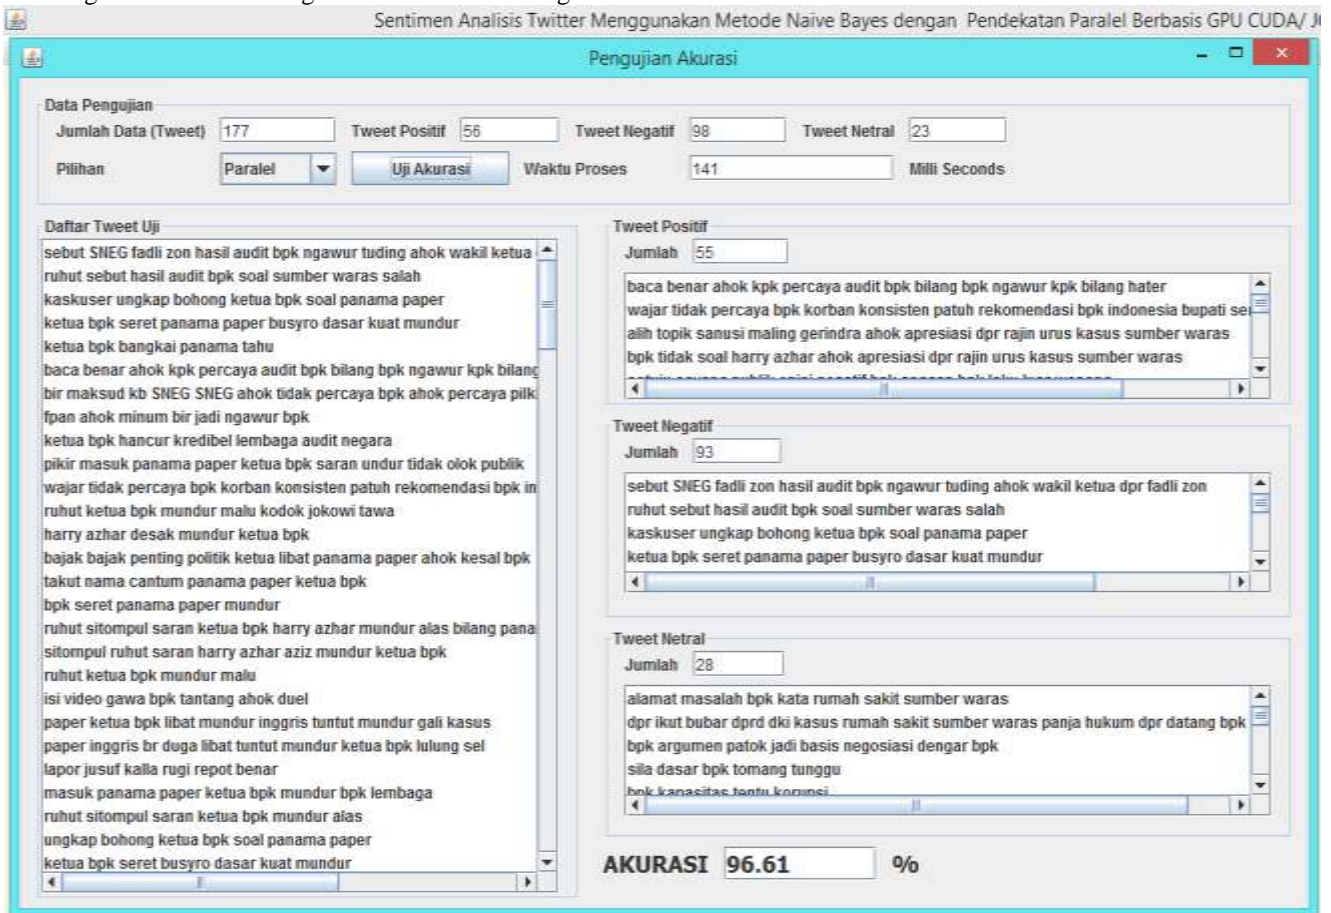 Sentimen Analisis Twitter Menggunakan Metode Naive Bayes dengan Pendekatan Paralel Berbasis GPU CUDA/
Pengujian Akurasi
Data Pengujian
Jumlah Data (Tweet) 177 Tweet Positif 56 Tweet Negatif 98 Tweet Netral 23
Pilihan Paralel Uji Akurasi Waktu Proses 141 Milli Seconds
Daftar Tweet Uji
sebut SNEG fadli zon hasil audit bpk ngawur tuding ahok wakil ketua
ruhut sebut hasil audit bpk soal sumber waras salah
kaskuser ungkap bohong ketua bpk soal panama paper
ketua bpk seret panama paper busyro dasar kuat mundur
ketua bpk bangkai panama tahu
baca benar ahok kpk percaya audit bpk bilang bpk ngawur kpk bilang
bir maksud kb SNEG SNEG ahok tidak percaya bpk ahok percaya pilk
fpan ahok minum bir jadi ngawur bpk
ketua bpk hancur kredibel lembaga audit negara
pikir masuk panama paper ketua bpk saran undur tidak olok publik
wajar tidak percaya bpk korban konsisten patuh rekomendasi bpk in
ruhut ketua bpk mundur malu kodok jokowi tawa
harry azhar desak mundur ketua bpk
bajak bajak penting politik ketua libat panama paper ahok kesal bpk
takut nama cantum panama paper ketua bpk
bpk seret panama paper mundur
ruhut sitompul saran ketua bpk harry azhar mundur alas bilang pana
sitompul ruhut saran harry azhar aziz mundur ketua bpk
ruhut ketua bpk mundur malu
isi video gawa bpk tantang ahok duel
paper ketua bpk libat mundur inggris tuntut mundur gali kasus
paper inggris br duga libat tuntut mundur ketua bpk lulung sel
lapor jusuf kalla rugi repot benar
masuk panama paper ketua bpk mundur bpk lembaga
ruhut sitompul saran ketua bpk mundur alas
ungkap bohong ketua bpk soal panama paper
ketua bpk seret busyro dasar kuat mundur
Tweet Positif
Jumlah 55
baca benar ahok kpk percaya audit bpk bilang bpk ngawur kpk bilang hater
wajar tidak percaya bpk korban konsisten patuh rekomendasi bpk indonesia bupati ser
alih topik sanusi maling gerindra ahok apresiasi dpr rajin urus kasus sumber waras
bpk tidak soal harry azhar ahok apresiasi dpr rajin urus kasus sumber waras
Tweet Negatif
Jumlah 93
sebut SNEG fadli zon hasil audit bpk ngawur tuding ahok wakil ketua dpr fadli zon
ruhut sebut hasil audit bpk soal sumber waras salah
kaskuser ungkap bohong ketua bpk soal panama paper
ketua bpk seret panama paper busyro dasar kuat mundur
Tweet Netral
Jumlah 28
alamat masalah bpk kata rumah sakit sumber waras
dpr ikut bubar dprd dki kasus rumah sakit sumber waras panja hukum dpr datang bpk
bpk argumen patok jadi basis negosiasi dengar bpk
sila dasar bpk tomang tunggu
bpk kapasitas tentu korupsi
AKURASI 96.61 %